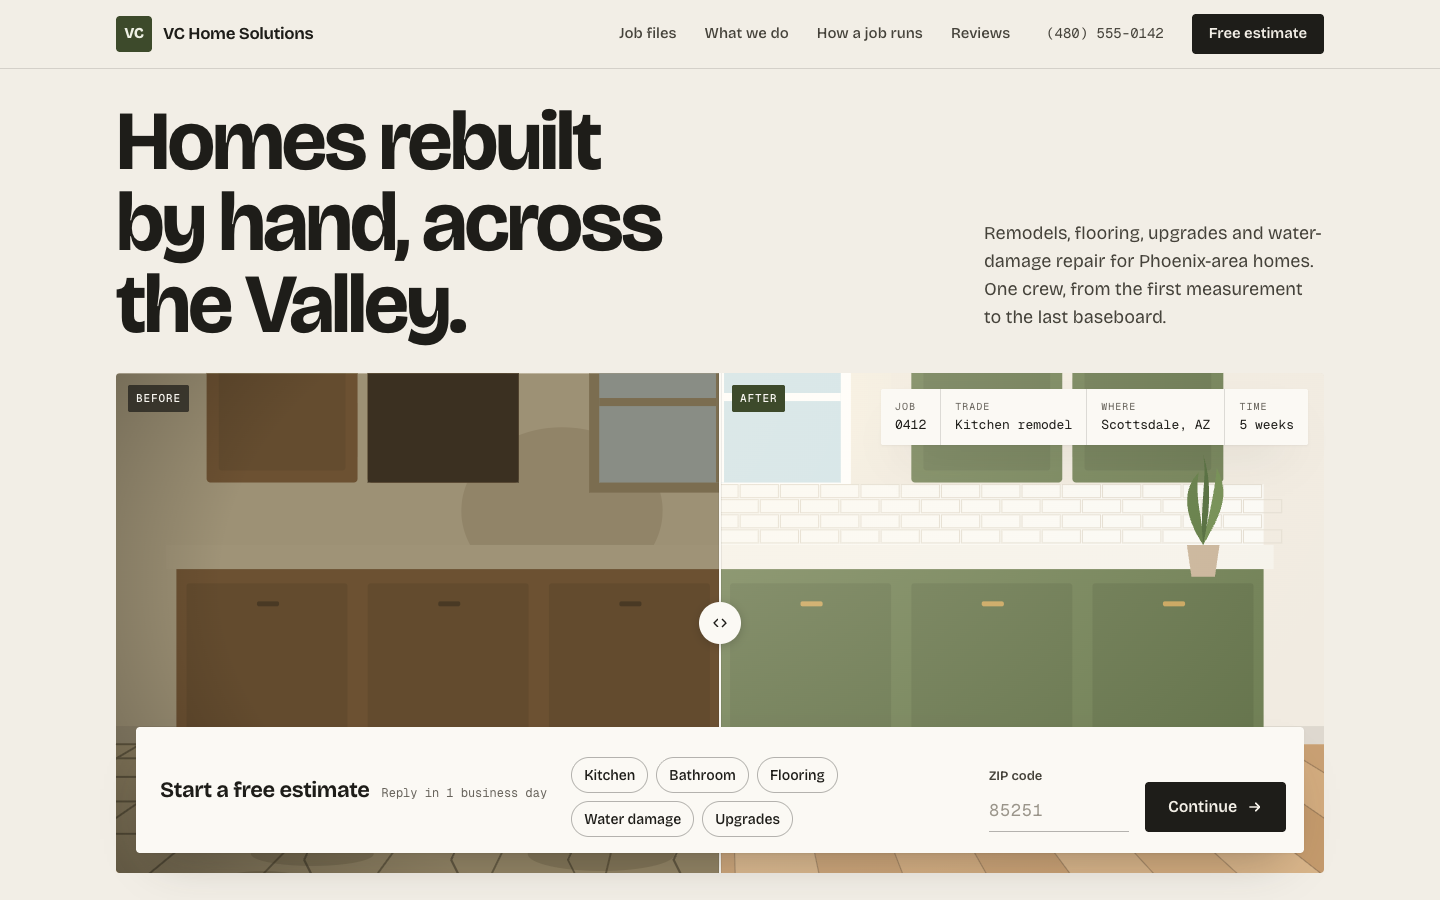 VC
VC Home Solutions
Job files
What we do
How a job runs
Reviews
(480) 555-0142
Free estimate
Homes rebuilt
by hand, across
the Valley.
Remodels, flooring, upgrades and water-
damage repair for Phoenix-area homes.
One crew, from the first measurement
to the last baseboard.
BEFORE
AFTER
JOB
0412
TRADE
Kitchen remodel
WHERE
Scottsdale, AZ
TIME
5 weeks
Start a free estimate
Reply in 1 business day
Kitchen
Bathroom
Flooring
Water damage
Upgrades
ZIP code
85251
Continue